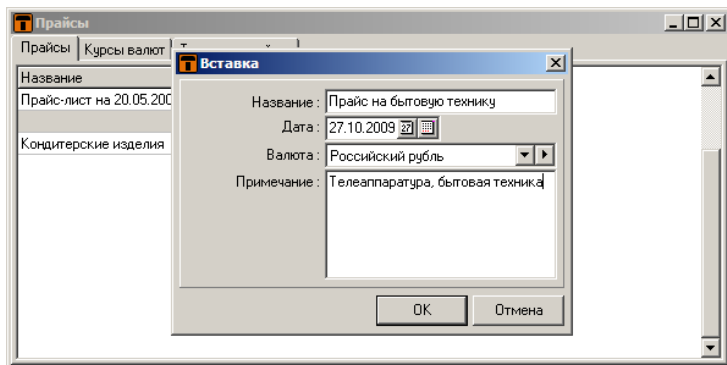 Прайсы
Прайсы Курсы валют
Вставка
Название
Прайс-лист на 20.05.200
Кондитерские изделия
Название : Прайс на бытовую технику
Дата : 27.10.2009 27
Валюта : Российский рубль
Примечание : Телеаппаратура, бытовая техника
OK Отмена